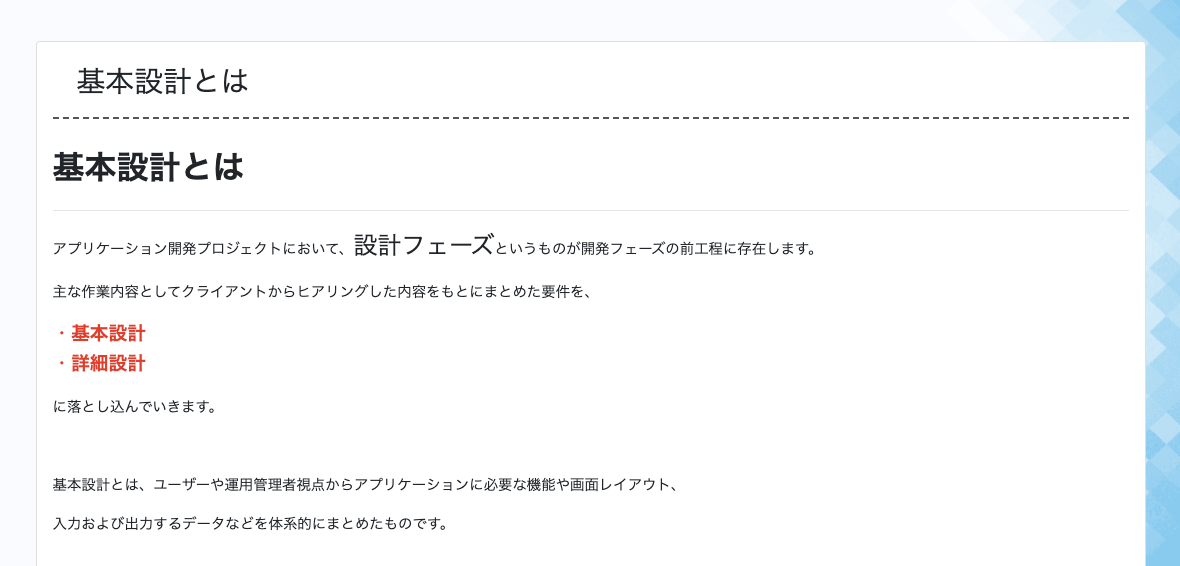 基本設計とは
基本設計とは
アプリケーション開発プロジェクトにおいて、設計フェーズというものが開発フェーズの前工程に存在します。
主な作業内容としてクライアントからヒアリングした内容をもとにまとめた要件を、
・基本設計
・詳細設計
に落とし込んでいきます。
基本設計とは、ユーザーや運用管理者視点からアプリケーションに必要な機能や画面レイアウト、
入力および出力するデータなどを体系的にまとめたものです。